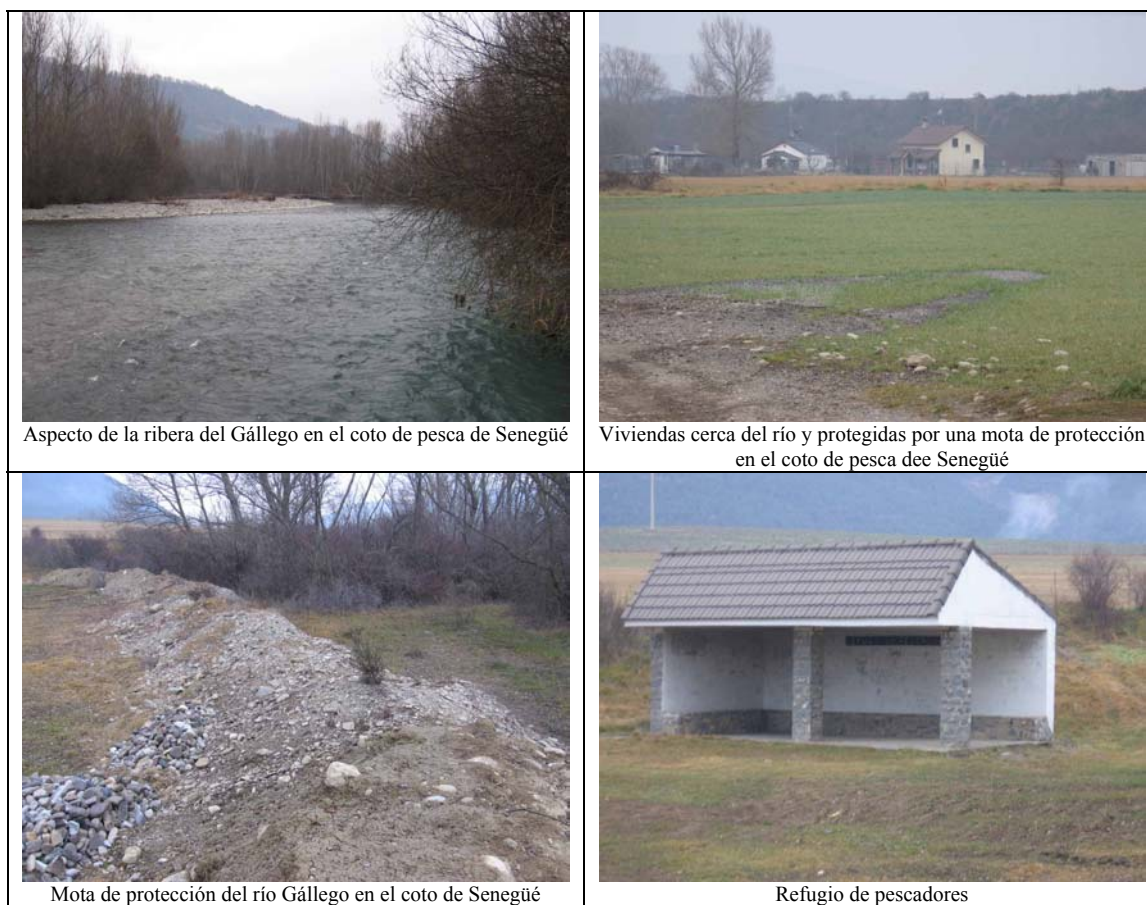 Aspecto de la ribera del Gállego en el coto de pesca de Senegüé
Viviendas cerca del río y protegidas por una mota de protección
en el coto de pesca dee Senegüé
Mota de protección del río Gállego en el coto de Senegüé
Refugio de pescadores